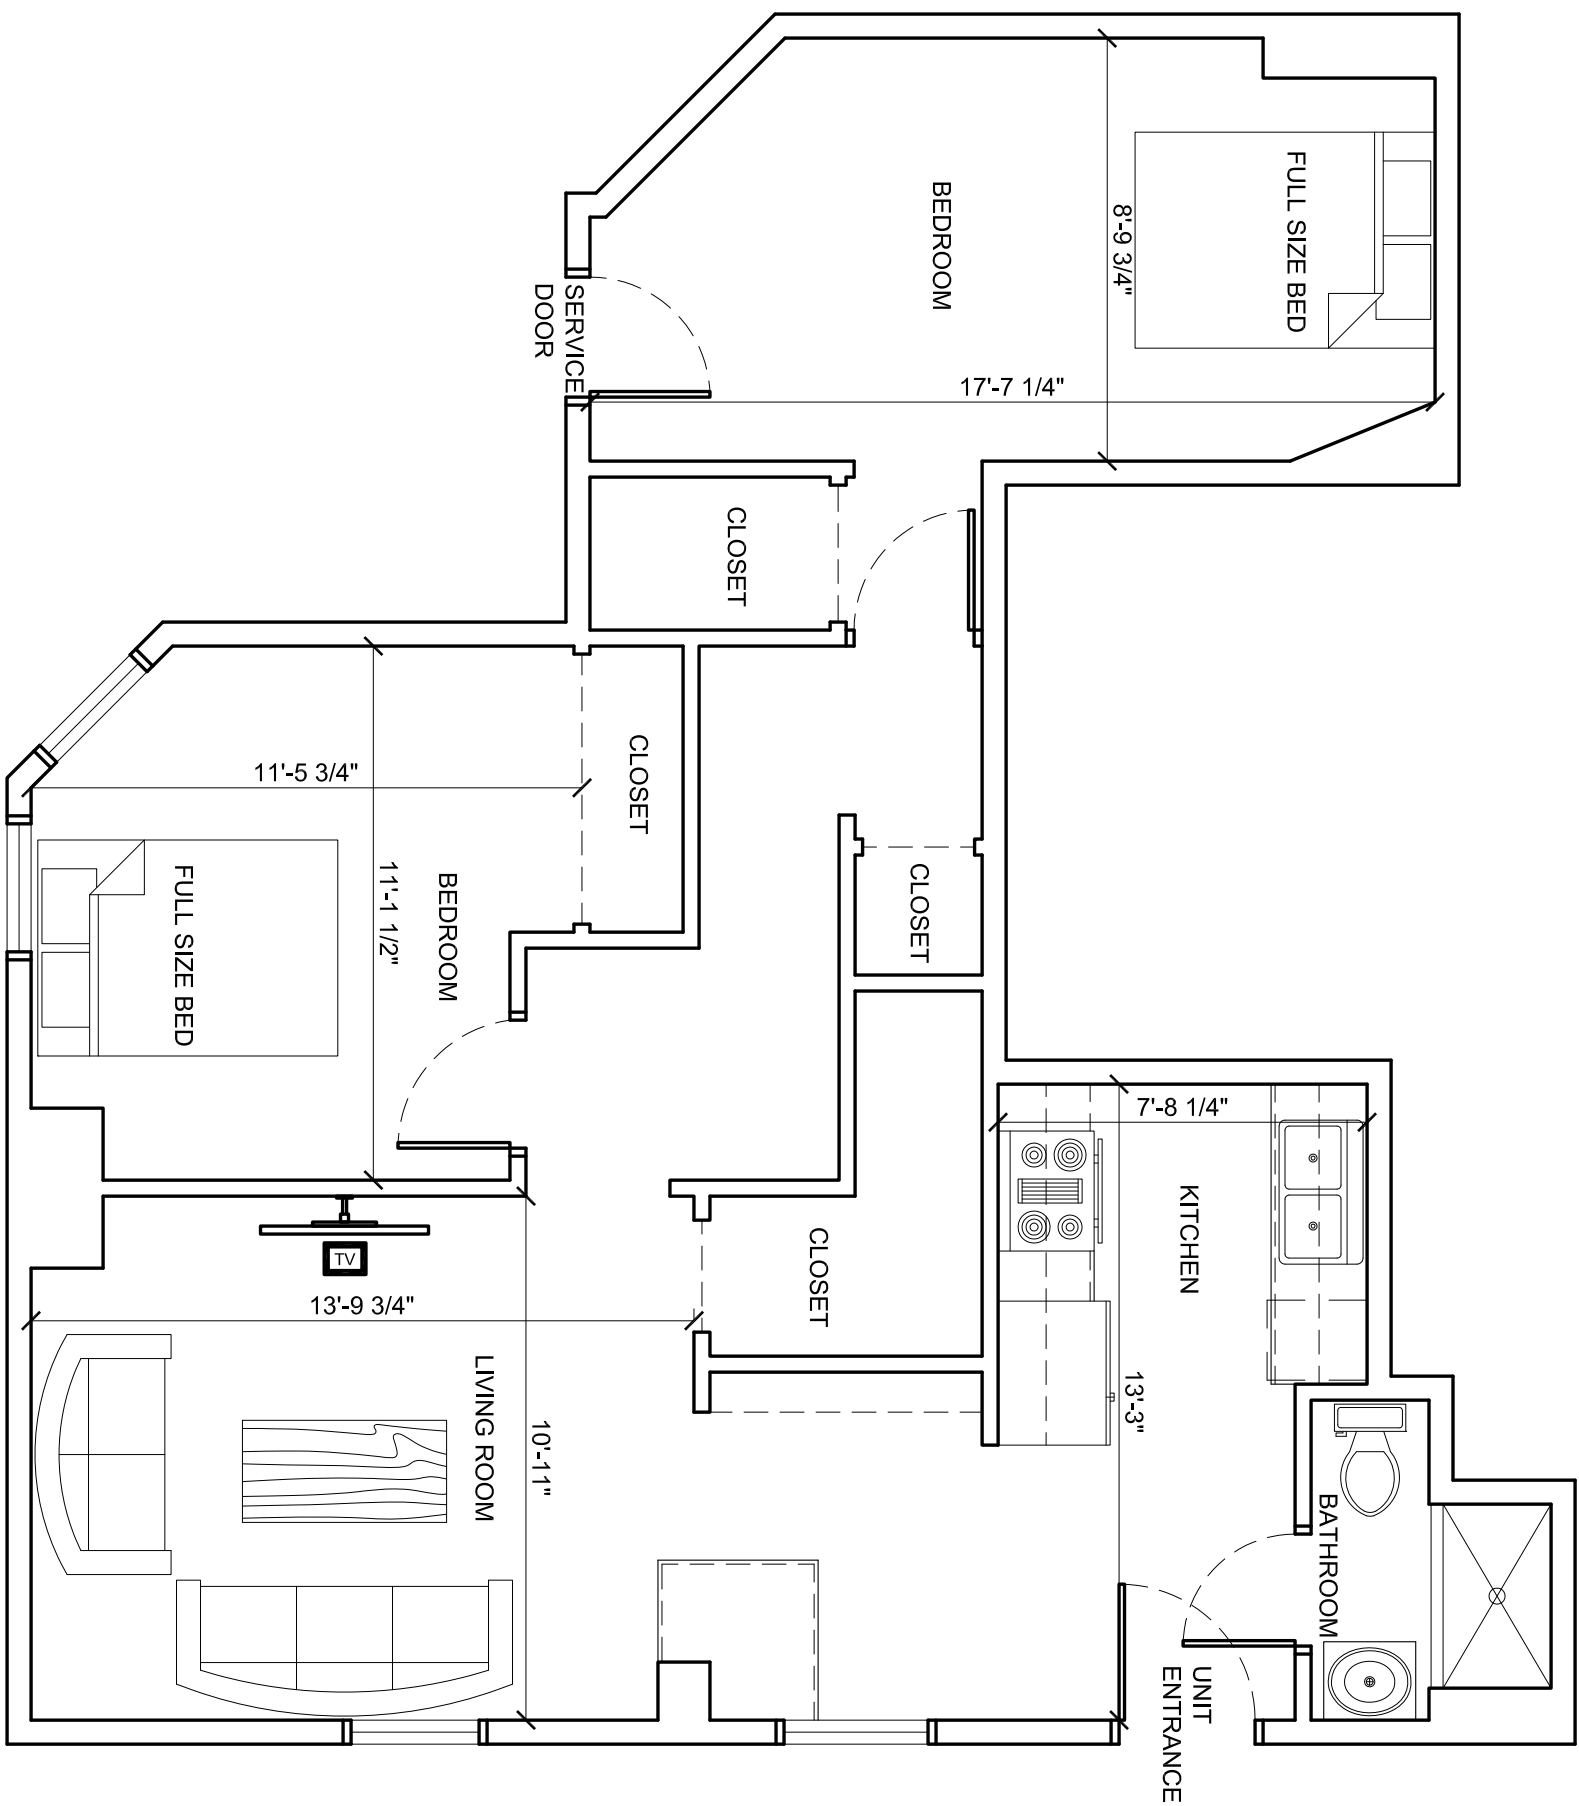 FULL SIZE BED
BEDROOM
8'-9 3/4"
SERVICE
DOOR
17'-7 1/4"
CLOSET
CLOSET
11'-5 3/4"
CLOSET
BEDROOM
11'-1 1/2"
FULL SIZE BED
7'-8 1/4"
KITCHEN
CLOSET
TV
13'-9 3/4"
LIVING ROOM
10'-11"
13'-3"
BATHROOM
UNIT
ENTRANCE